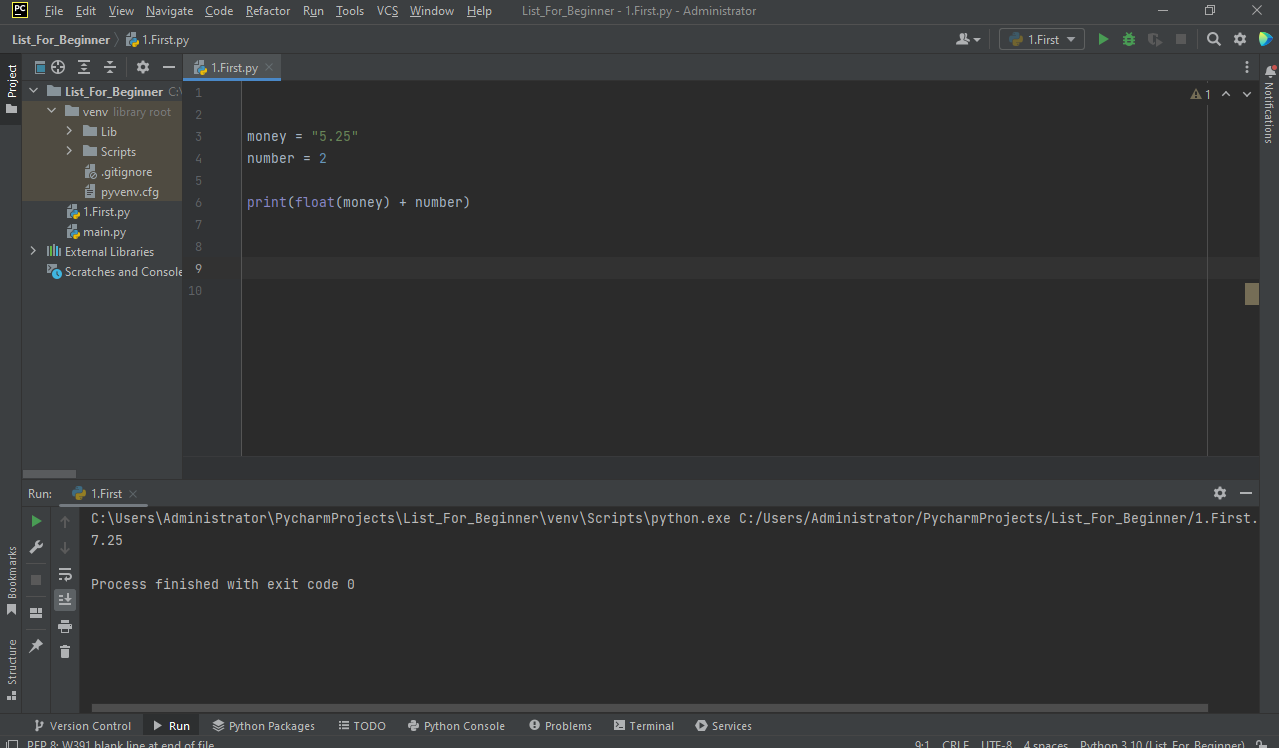 PC File Edit View Navigate Code Refactor Run Tools VCS Window Help List_For_Beginner - 1.First.py - Administrator
List_For_Beginner 1.First.py 1.First
Project
1.First.py
Notifications
List_For_Beginner C:\
venv library root
Lib
Scripts
.gitignore
pyvenv.cfg
1.First.py
main.py
External Libraries
Scratches and Console
1
2
3 money = "5.25"
4 number = 2
5
6 print(float(money) + number)
7
8
9
10
1
Run: 1.First
C:\Users\Administrator\PycharmProjects\List_For_Beginner\venv\Scripts\python.exe C:/Users/Administrator/PycharmProjects/List_For_Beginner/1.First.
7.25
Process finished with exit code 0
Bookmarks
Structure
Version Control Run Python Packages TODO Python Console Problems Terminal Services
PEP 8: W391 blank line at end of file 9:1 CRLF UTF-8 4 spaces Python 3.10 (List_For_Beginner)